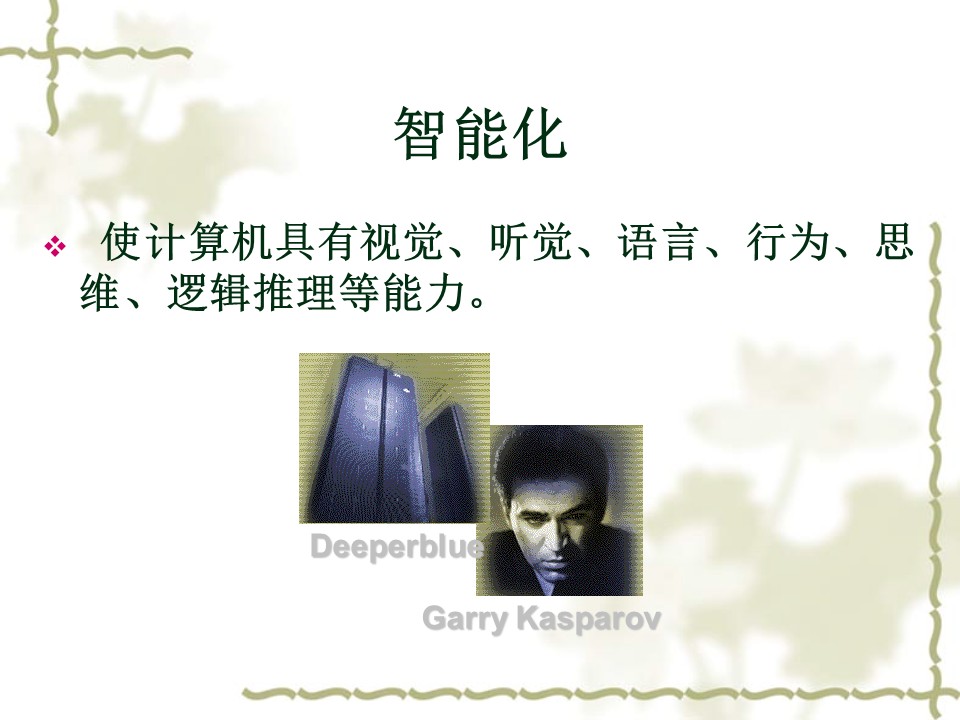 智能化
使计算机具有视觉、听觉、语言、行为、思
维、逻辑推理等能力。
Deeperblue
Garry Kasparov